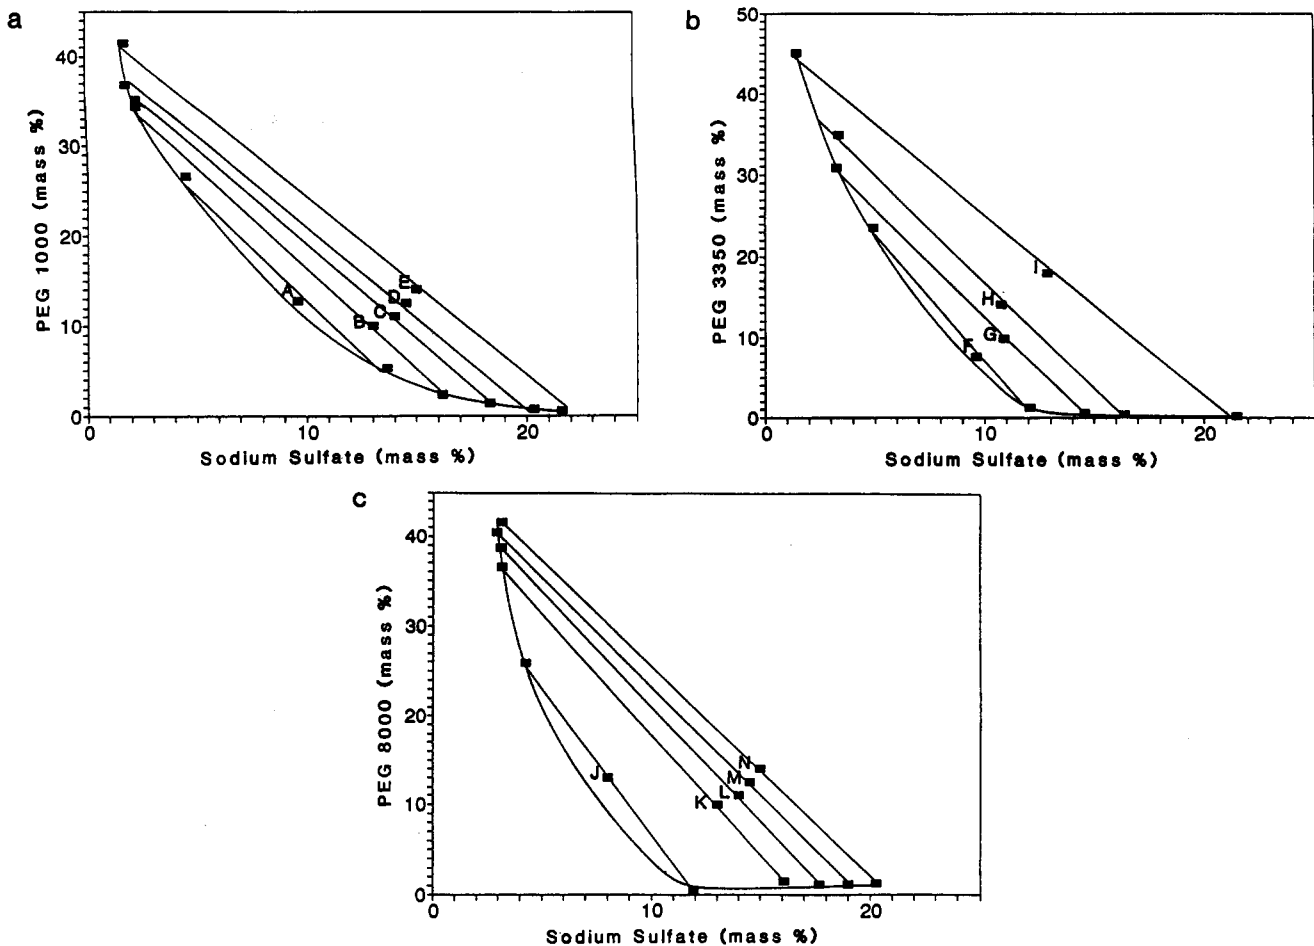 a
PEG 1000 (mass %)
40
30
20
10
0
A
B
C
D
E
0
10
20
Sodium Sulfate (mass %)
b
PEG 3350 (mass %)
50
40
30
20
10
0
F
G
H
I
0
10
20
Sodium Sulfate (mass %)
c
PEG 8000 (mass %)
40
30
20
10
0
J
K
L
M
N
0
10
20
Sodium Sulfate (mass %)